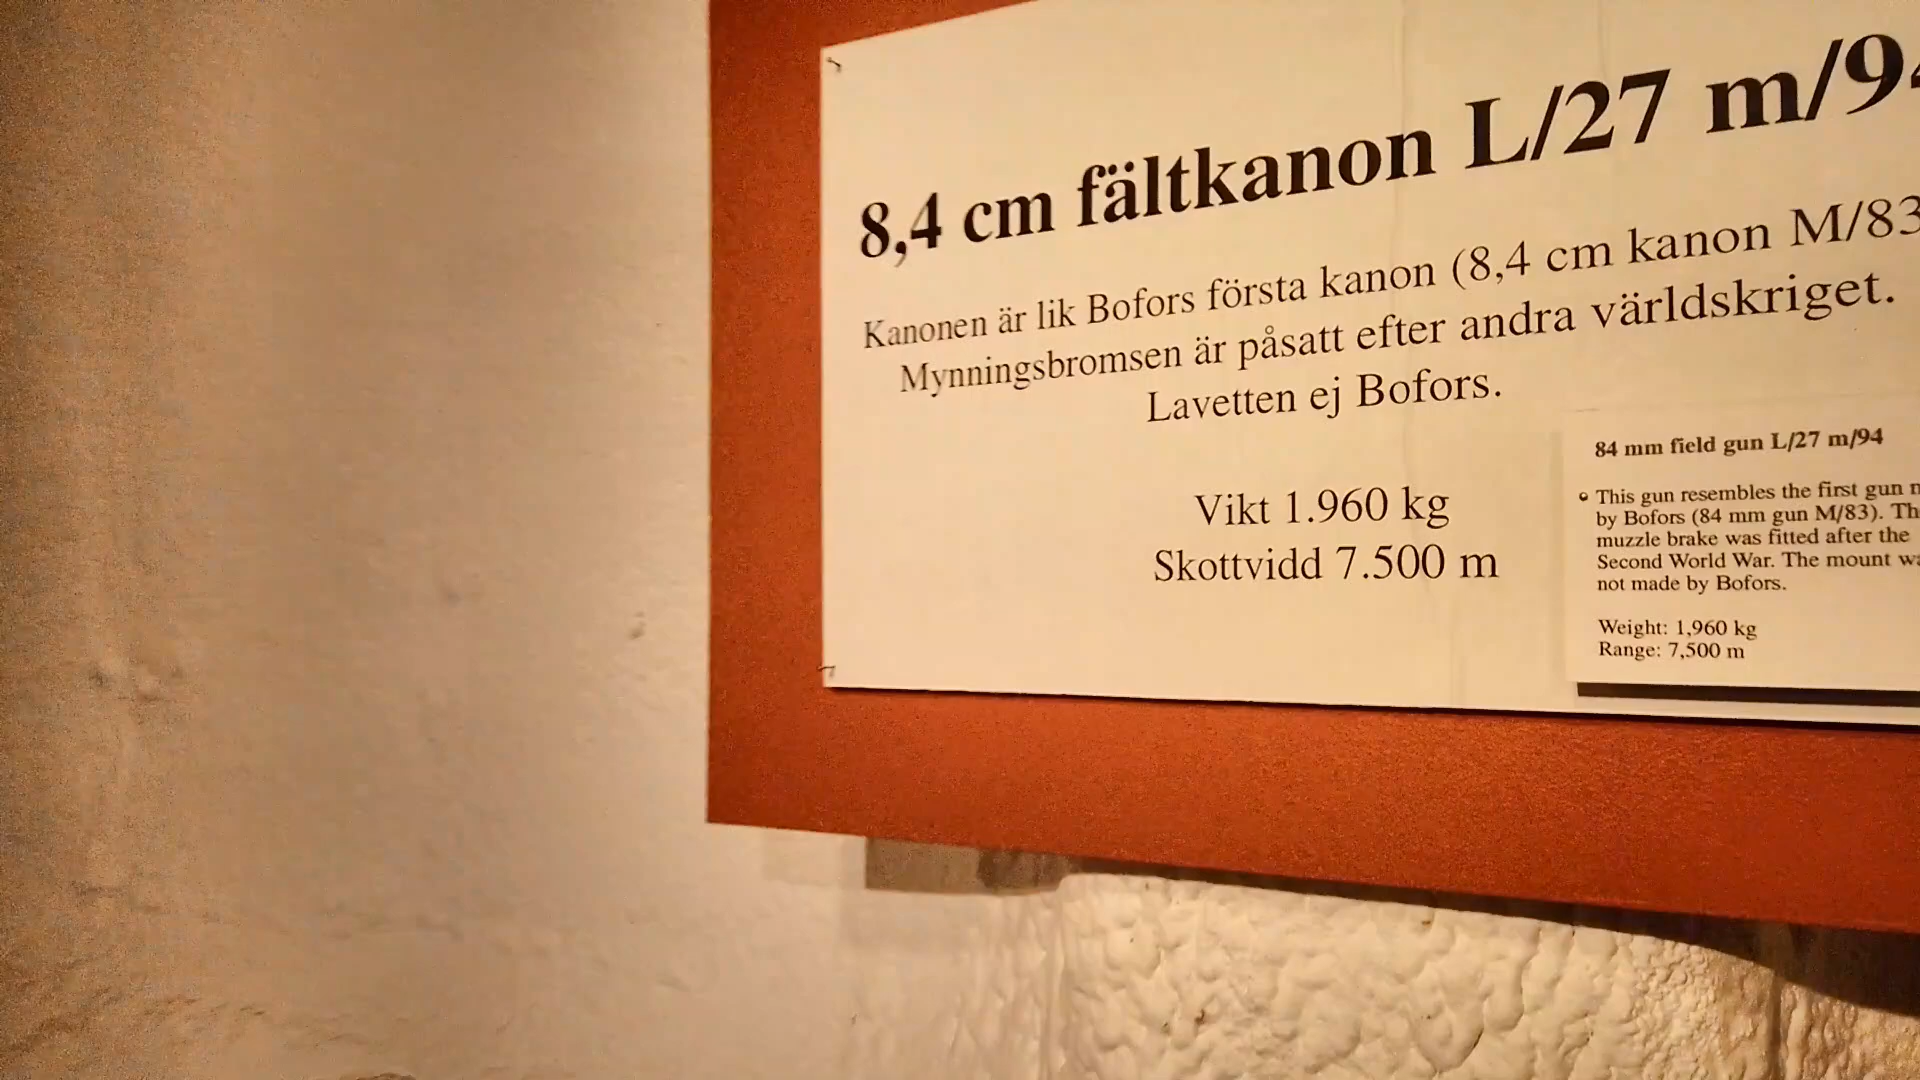 8,4 cm fältkanon L/27 m/94
Kanonen är lik Bofors första kanon (8,4 cm kanon M/83
Mynningsbromsen är påsatt efter andra världskriget.
Lavetten ej Bofors.
Vikt 1.960 kg
Skottvidd 7.500 m
84 mm field gun L/27 m/94
This gun resembles the first gun
by Bofors (84 mm gun M/83).
muzzle brake was fitted after the
Second World War. The mount
not made by Bofors.
Weight: 1,960 kg
Range: 7,500 m